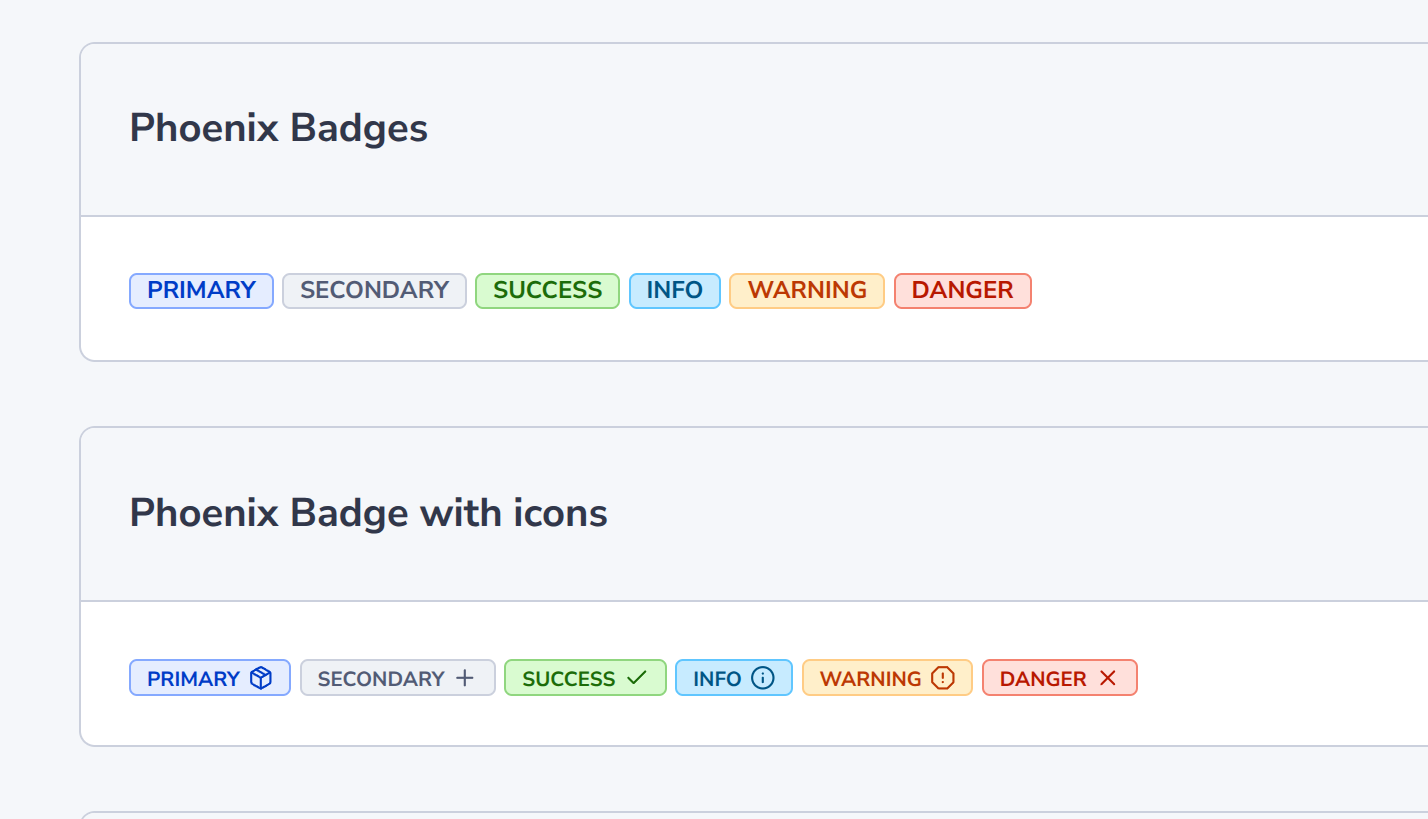 Phoenix Badges
PRIMARY SECONDARY SUCCESS INFO WARNING DANGER
Phoenix Badge with icons
PRIMARY SECONDARY SUCCESS INFO WARNING DANGER